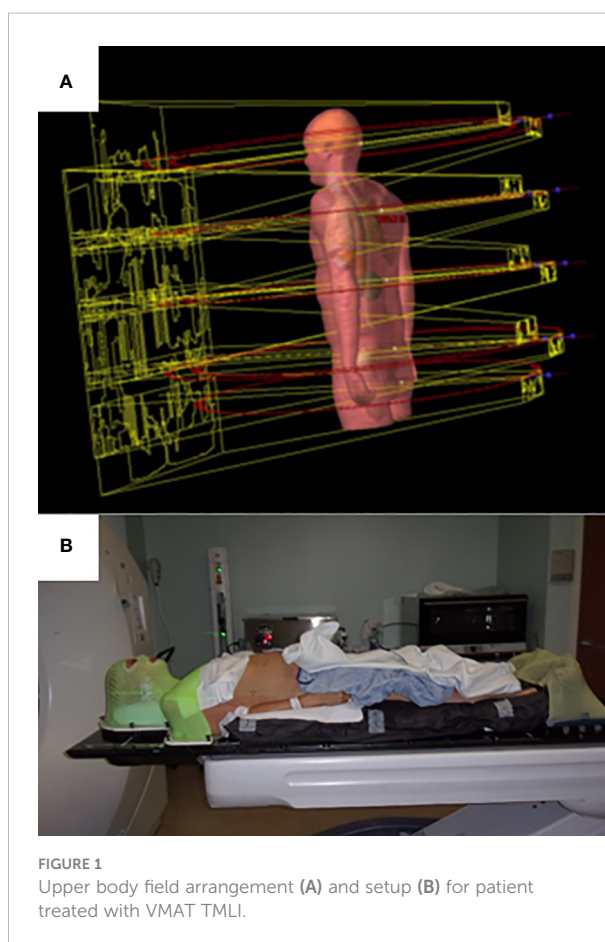 A
B
FIGURE 1
Upper body field arrangement (A) and setup (B) for patient
treated with VMAT TMLI.